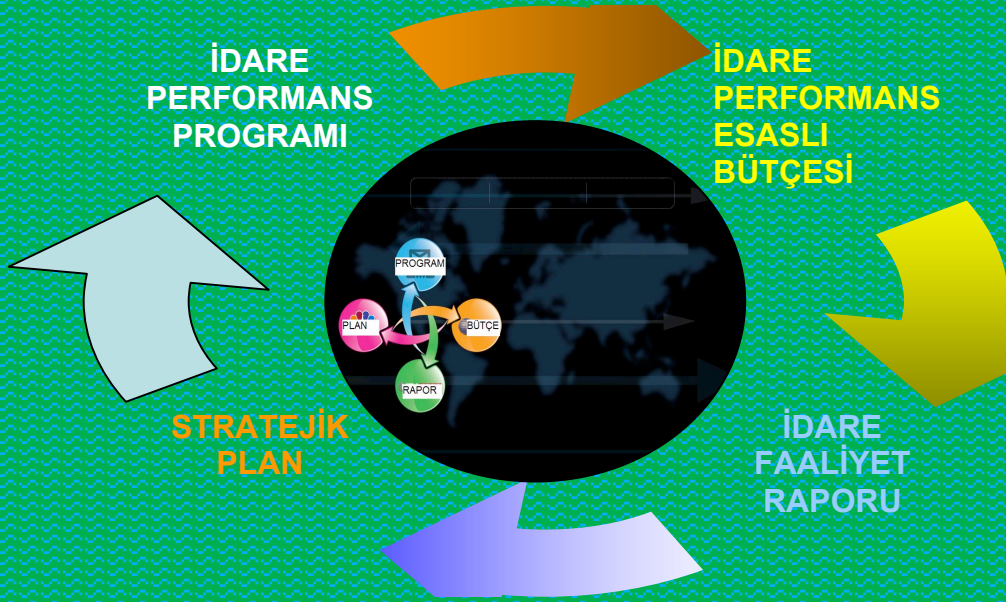 İDARE
PERFORMANS
PROGRAMI
İDARE
PERFORMANS
ESASLI
BÜTÇESİ
PROGRAM
PLAN
BÜTÇE
RAPOR
STRATEJİK
PLAN
İDARE
FAALİYET
RAPORU